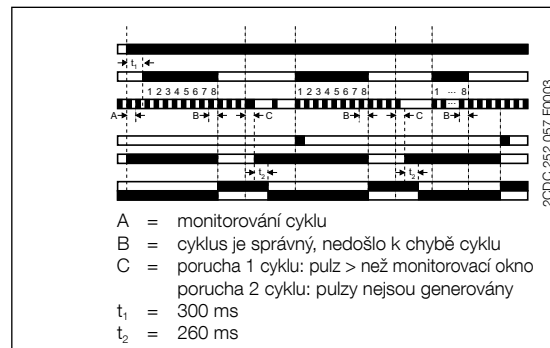 t₁
1 2 3 4 5 6 7 8 1 2 3 4 5 6 7 8 1 ... 8
A B C B C B
t₂ t₂
2CDC 252 057 F0003
A = monitorování cyklu
B = cyklus je správný, nedošlo k chybě cyklu
C = porucha 1 cyklu: pulz > než monitorovací okno
porucha 2 cyklu: pulzy nejsou generovány
t₁ = 300 ms
t₂ = 260 ms